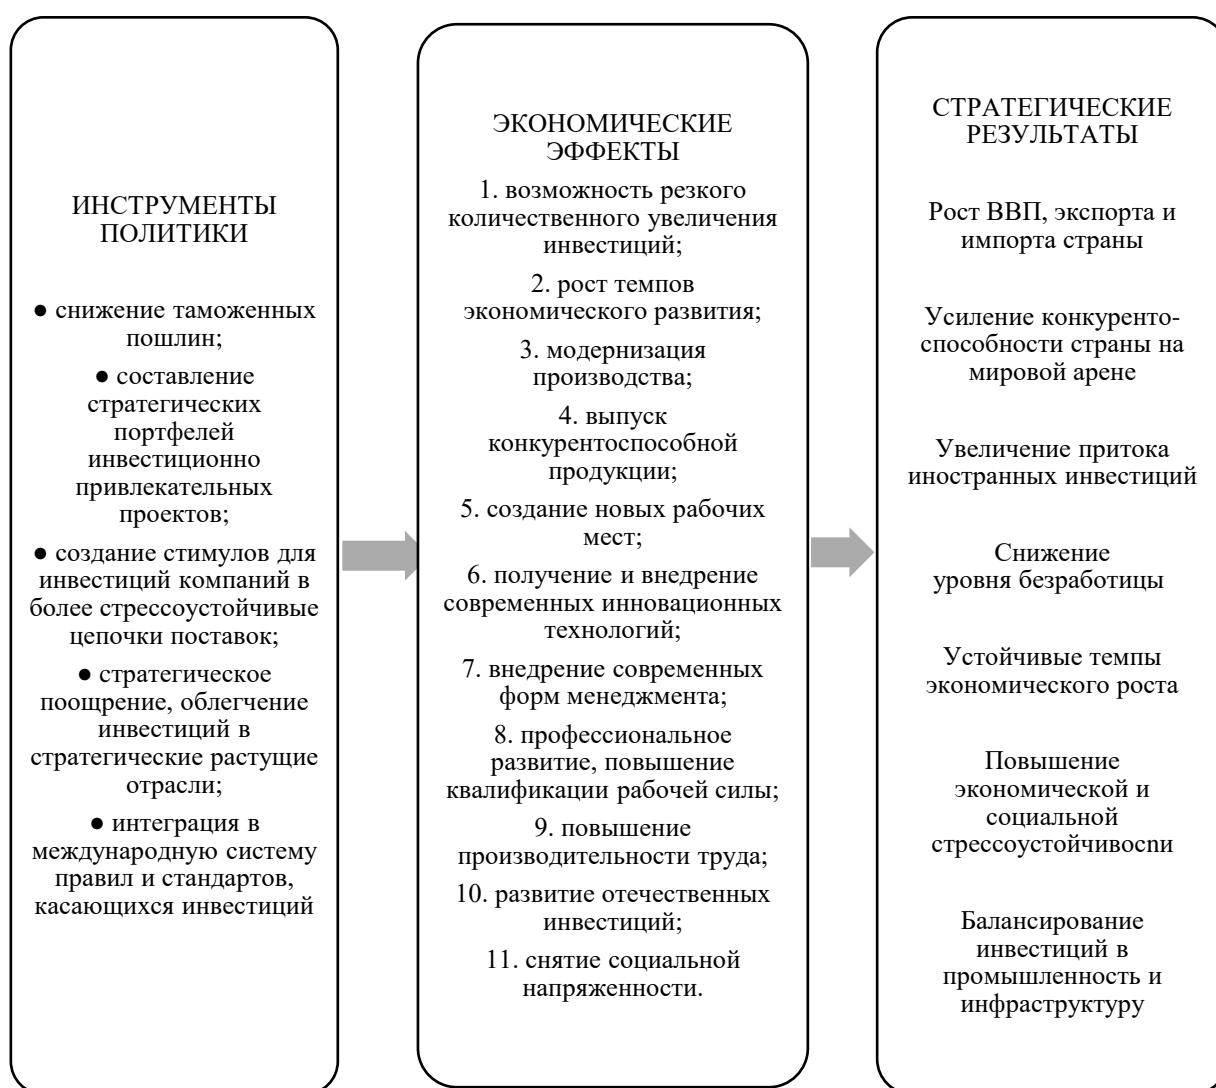 ИНСТРУМЕНТЫ
ПОЛИТИКИ
● снижение таможенных
пошлин;
● составление
стратегических
портфелей
инвестиционно
привлекательных
проектов;
● создание стимулов для
инвестиций компаний в
более стрессоустойчивые
цепочки поставок;
● стратегическое
поощрение, облегчение
инвестиций в
стратегические растущие
отрасли;
● интеграция в
международную систему
правил и стандартов,
касающихся инвестиций
ЭКОНОМИЧЕСКИЕ
ЭФФЕКТЫ
1. возможность резкого
количественного увеличения
инвестиций;
2. рост темпов
экономического развития;
3. модернизация
производства;
4. выпуск
конкурентоспособной
продукции;
5. создание новых рабочих
мест;
6. получение и внедрение
современных инновационных
технологий;
7. внедрение современных
форм менеджмента;
8. профессиональное
развитие, повышение
квалификации рабочей силы;
9. повышение
производительности труда;
10. развитие отечественных
инвестиций;
11. снятие социальной
напряженности.
СТРАТЕГИЧЕСКИЕ
РЕЗУЛЬТАТЫ
Рост ВВП, экспорта и
импорта страны
Усиление конкуренто-
способности страны на
мировой арене
Увеличение притока
иностранных инвестиций
Снижение
уровня безработицы
Устойчивые темпы
экономического роста
Повышение
экономической и
социальной
стрессоустойчивосnи
Балансирование
инвестиций в
промышленность и
инфраструктуру